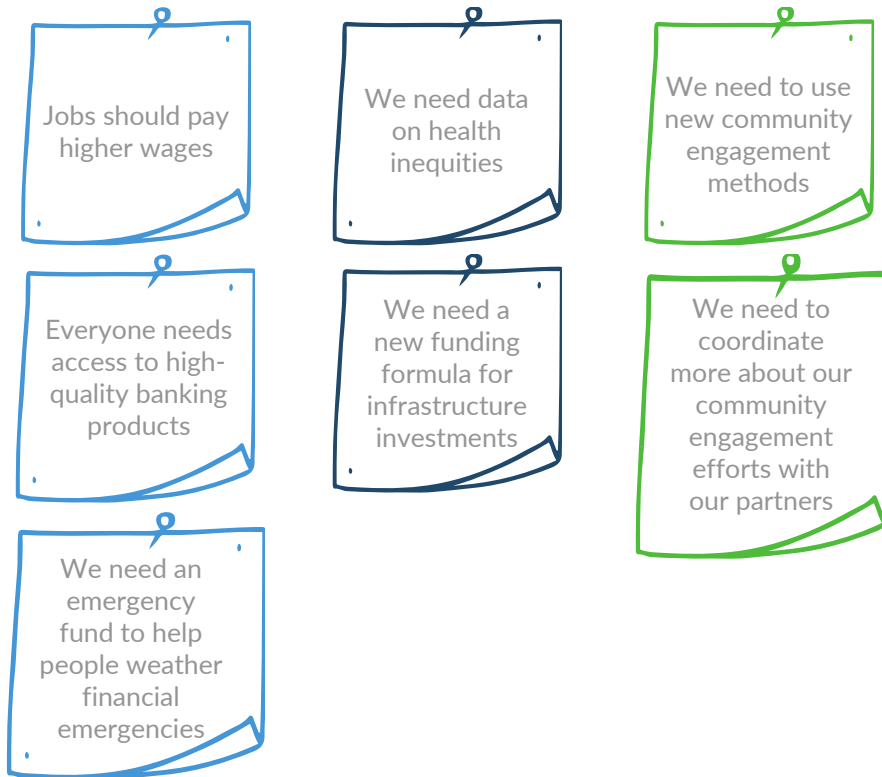 Jobs should pay
higher wages
We need data
on health
inequities
We need to use
new community
engagement
methods
Everyone needs
access to high-
quality banking
products
We need a
new funding
formula for
infrastructure
investments
We need to
coordinate
more about our
community
engagement
efforts with
our partners
We need an
emergency
fund to help
people weather
financial
emergencies